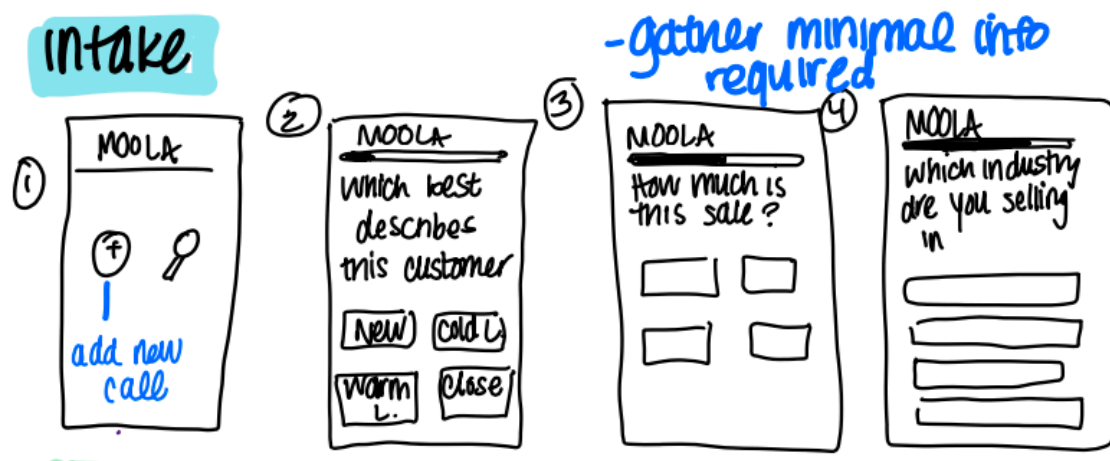 intake
-gather minimal info
required
1
MOOLA
+
add new
call
2
MOOLA
which best
describes
this customer
New
cold L.
warm
L.
close
3
MOOLA
How much is
this sale?
4
MOOLA
which industry
are you selling
in